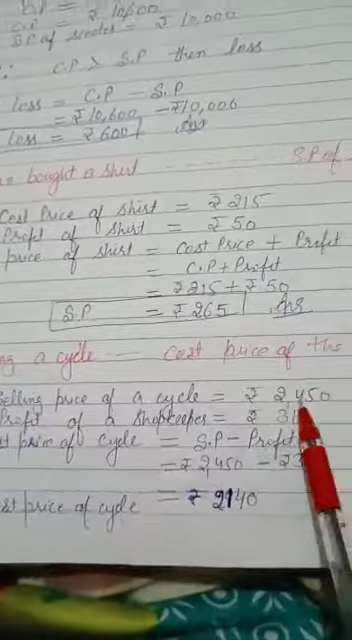 = ₹ 10,600
S.P of scooter = ₹ 10,000
∵ C.P > S.P then loss
loss = C.P - S.P
= ₹10,600 - ₹10,000
loss = ₹600 Ans
bought a shirt S.P of
Cost Price of shirt = ₹ 215
Profit of shirt = ₹ 50
price of shirt = Cost Price + Profit
= C.P + Profit
= ₹215 + ₹50
S.P = ₹265 Ans
a cycle — Cost price of the
Selling price of a cycle = ₹ 2,450
Profit of a shopkeeper = ₹
price of cycle = S.P - Profit
= ₹2,450 -
price of cycle = ₹ 2140